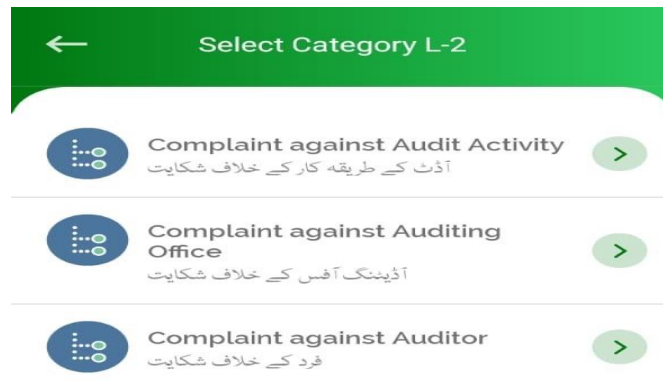 Select Category L-2
Complaint against Audit Activity
آڈٹ کے طریقہ کار کے خلاف شکایت
Complaint against Auditing
Office
آڈیٹنگ آفس کے خلاف شکایت
Complaint against Auditor
فرد کے خلاف شکایت